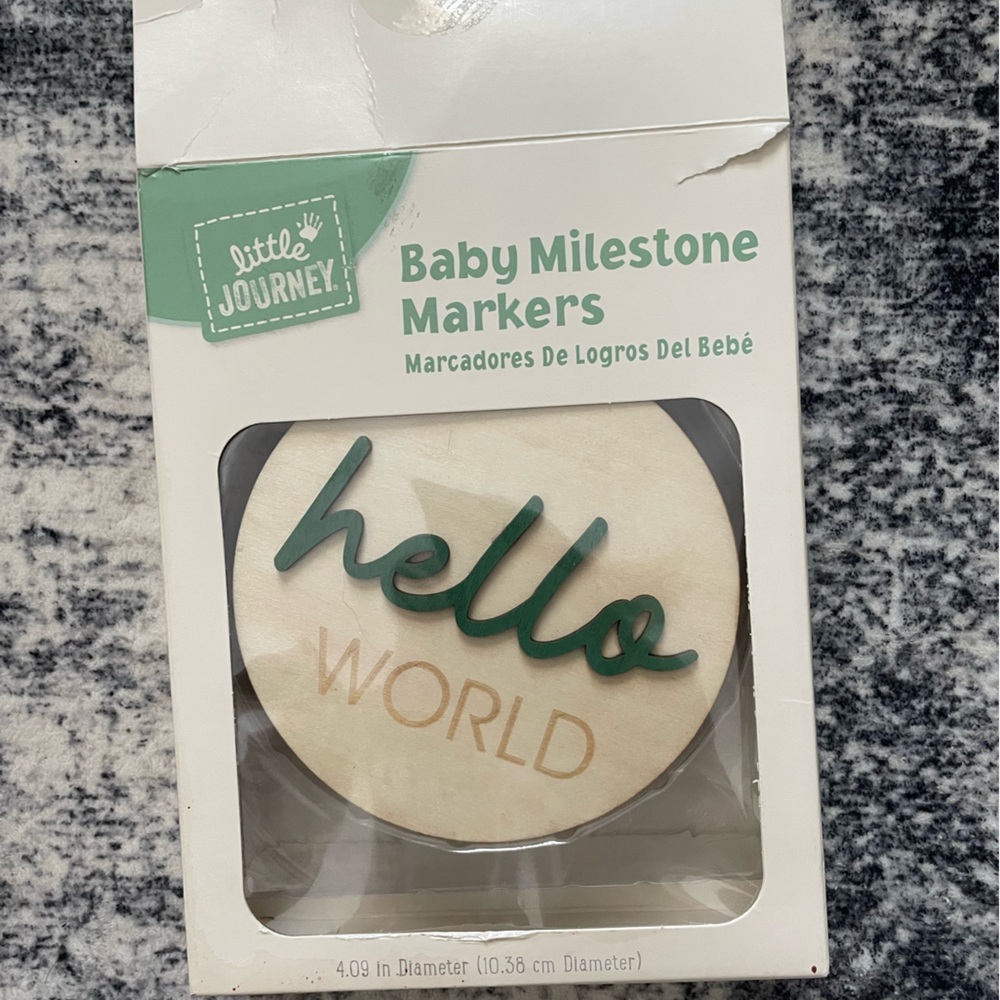 little
JOURNEY®
Baby Milestone
Markers
Marcadores De Logros Del Bebé
hello
WORLD
4.09 in Diameter (10.38 cm Diameter)